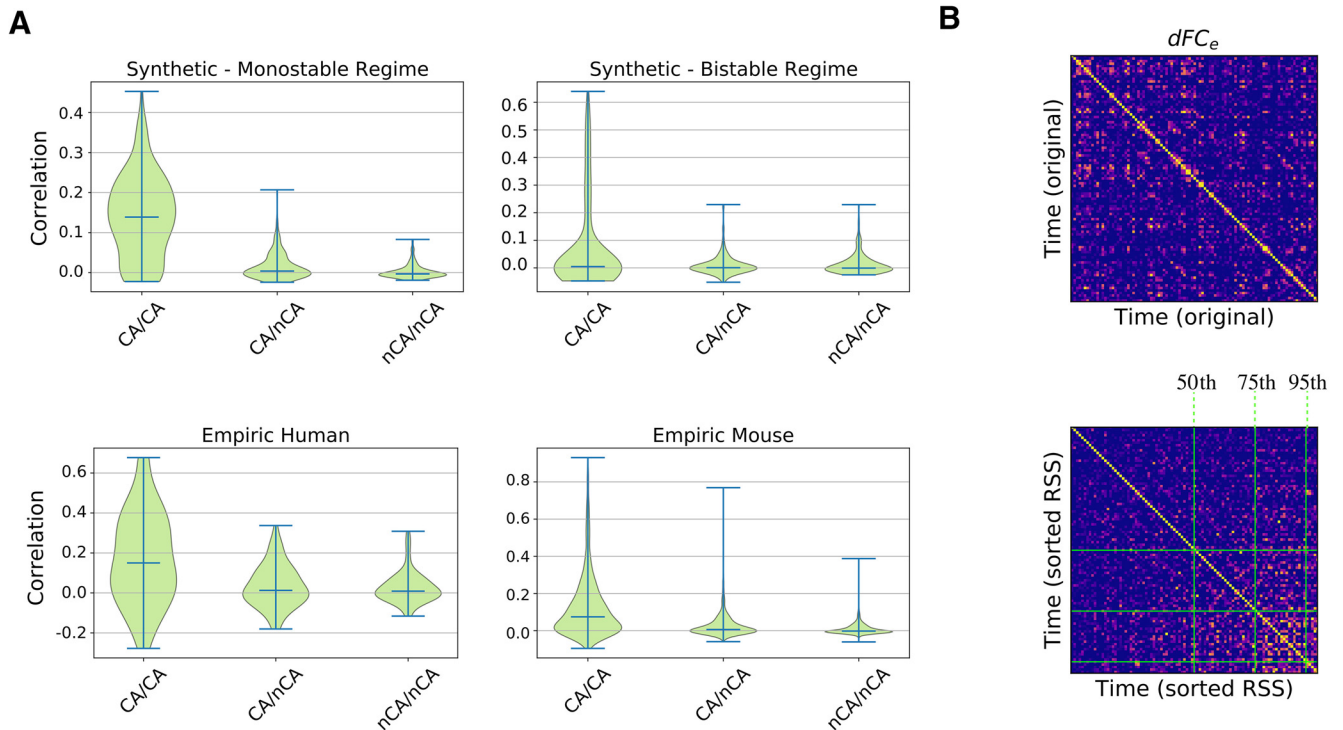 A
Synthetic - Monostable Regime
Correlation
0.4
0.3
0.2
0.1
0.0
CA/CA
CA/nCA
nCA/nCA
Synthetic - Bistable Regime
0.6
0.5
0.4
0.3
0.2
0.1
0.0
CA/CA
CA/nCA
nCA/nCA
Empiric Human
Correlation
0.6
0.4
0.2
0.0
-0.2
CA/CA
CA/nCA
nCA/nCA
Empiric Mouse
0.8
0.6
0.4
0.2
0.0
CA/CA
CA/nCA
nCA/nCA
B
dFCe
Time (original)
Time (original)
50th 75th 95th
Time (sorted RSS)
Time (sorted RSS)